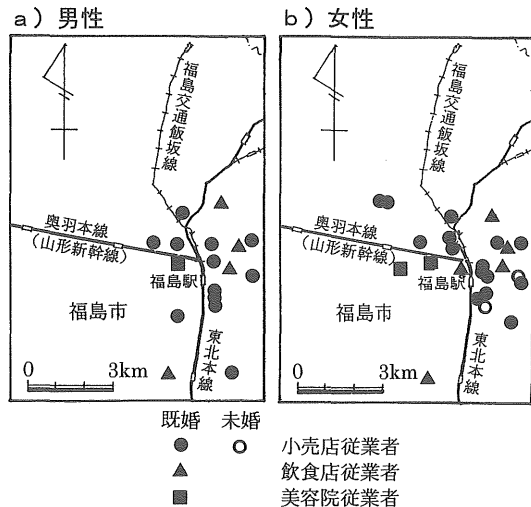 a）男性
福島交通飯坂線
奥羽本線
(山形新幹線)
福島駅
福島市
東北本線
0 3km
b）女性
福島交通飯坂線
奥羽本線
(山形新幹線)
福島駅
福島市
東北本線
0 3km
既婚 未婚
小売店従業者
飲食店従業者
美容院従業者